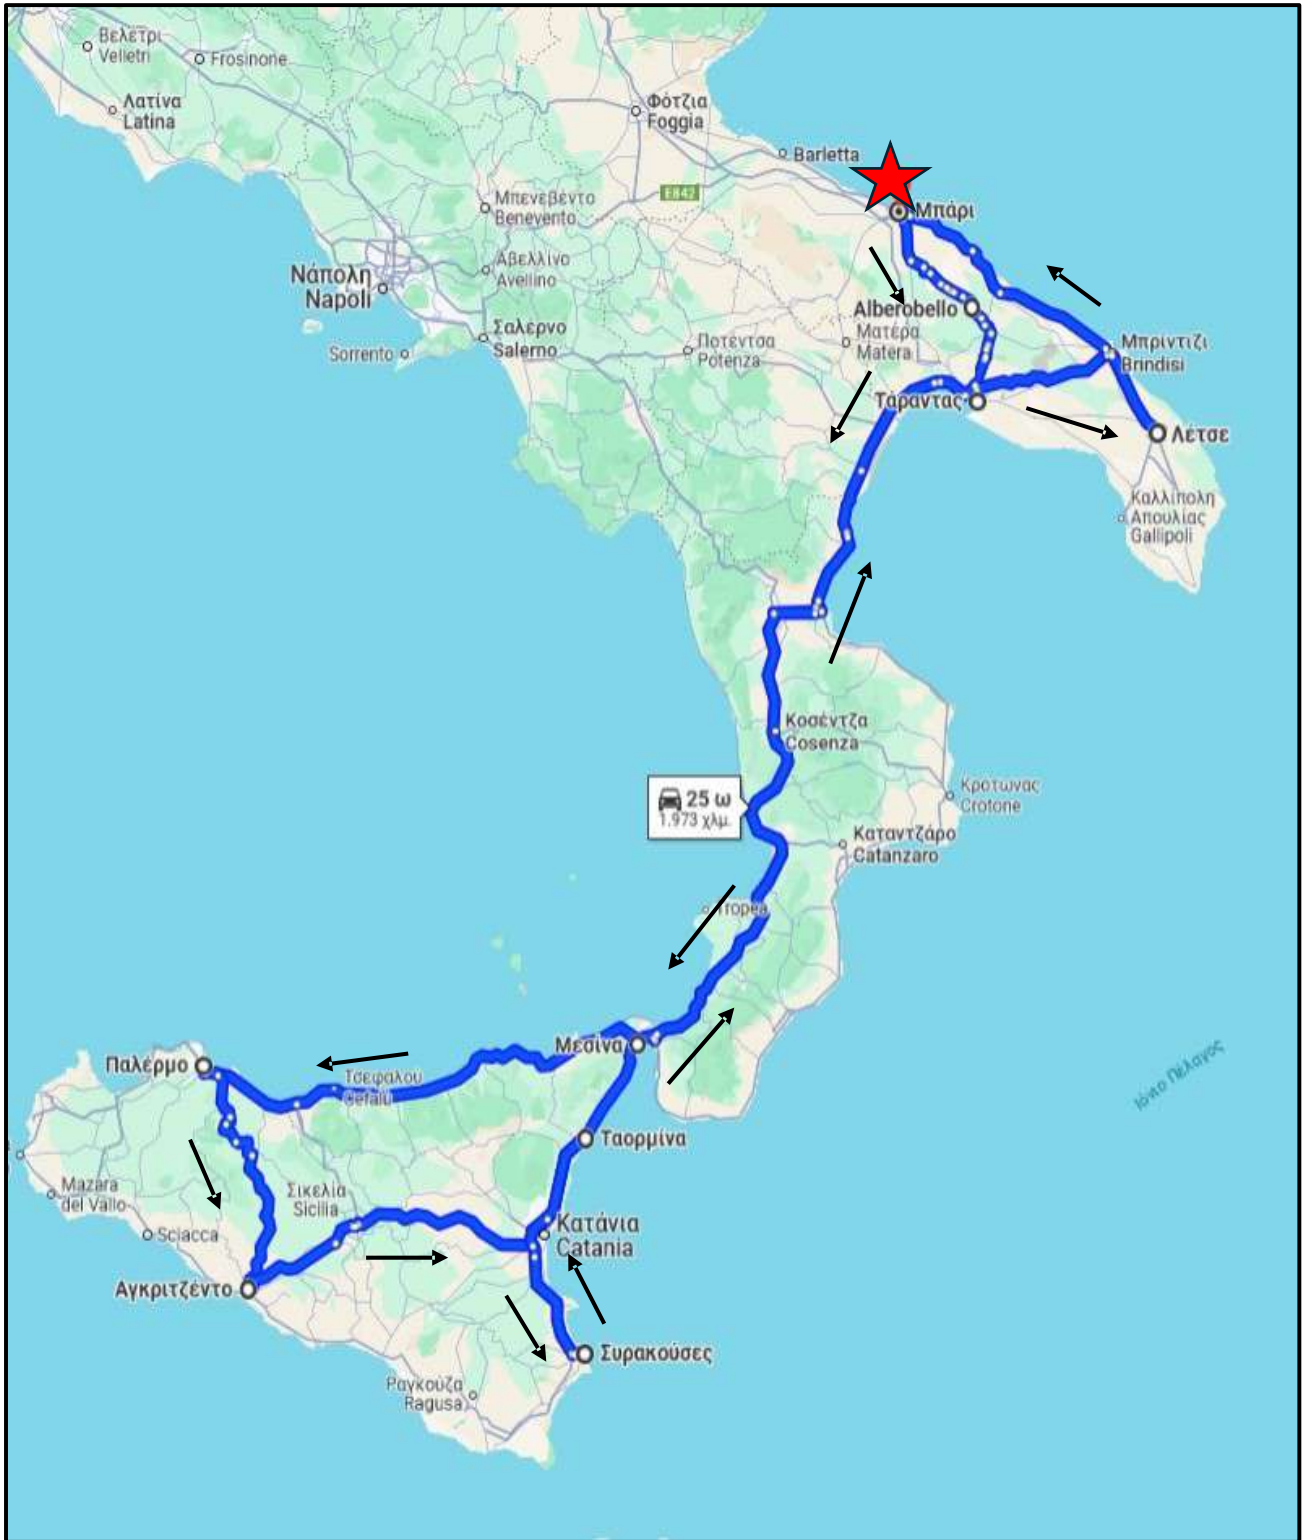 Βελέτρι
Velletri
Frosinone
Λατίνα
Latina
Φότζια
Foggia
Barletta
E842
Μπενεβέντο
Benevento
Μπάρι
Αβελλίνο
Avellino
Νάπολη
Napoli
Alberobello
Σαλέρνο
Salerno
Sorrento
Ποτέντσα
Potenza
Ματέρα
Matera
Μπρίντιζι
Brindisi
Τάραντας
Λέτσε
Καλλίπολη
Απουλίας
Gallipoli
Κοσέντζα
Cosenza
25 ω
1.973 χλμ.
Κρότωνας
Crotone
Καταντζάρο
Catanzaro
Tropea
Μεσίνα
Παλέρμο
Τσεφαλού
Cefalù
Ιόνιο Πέλαγος
Ταορμίνα
Mazara
del Vallo
Σικελία
Sicilia
Sciacca
Κατάνια
Catania
Αγκριτζέντο
Συρακούσες
Ραγκούζα
Ragusa